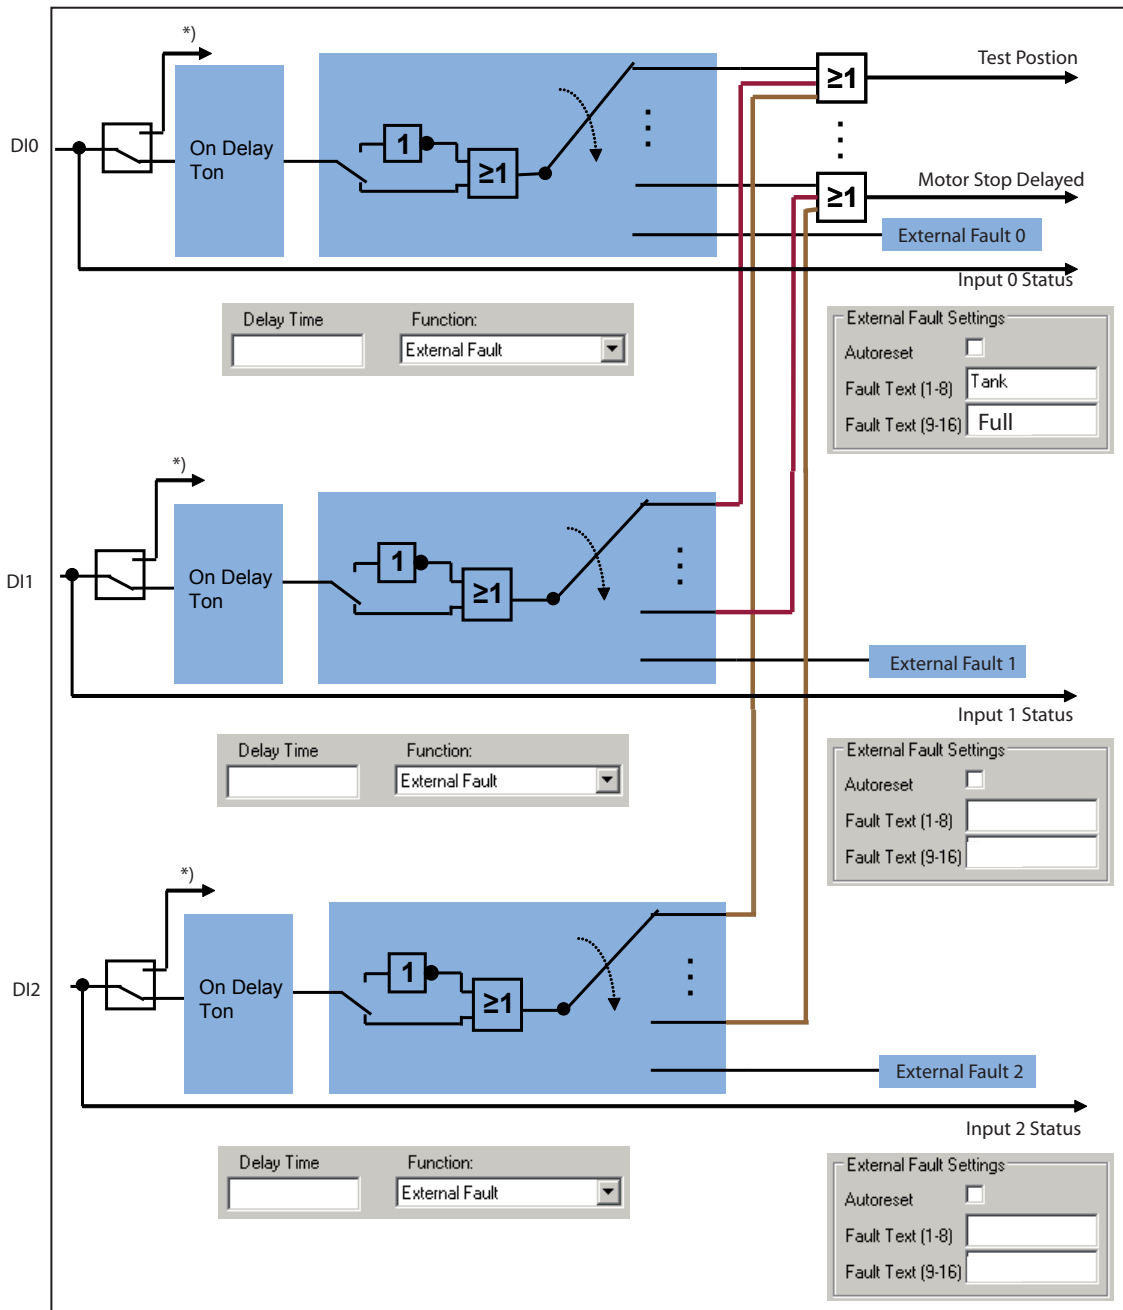 *)
Test Postion
≥1
DI0
On Delay
Ton
1
≥1
≥1
Motor Stop Delayed
External Fault 0
Input 0 Status
Delay Time
Function:
External Fault
External Fault Settings
Autoreset
Fault Text (1-8) Tank
Fault Text (9-16) Full
*)
DI1
On Delay
Ton
1
≥1
External Fault 1
Input 1 Status
Delay Time
Function:
External Fault
External Fault Settings
Autoreset
Fault Text (1-8)
Fault Text (9-16)
*)
DI2
On Delay
Ton
1
≥1
External Fault 2
Input 2 Status
Delay Time
Function:
External Fault
External Fault Settings
Autoreset
Fault Text (1-8)
Fault Text (9-16)